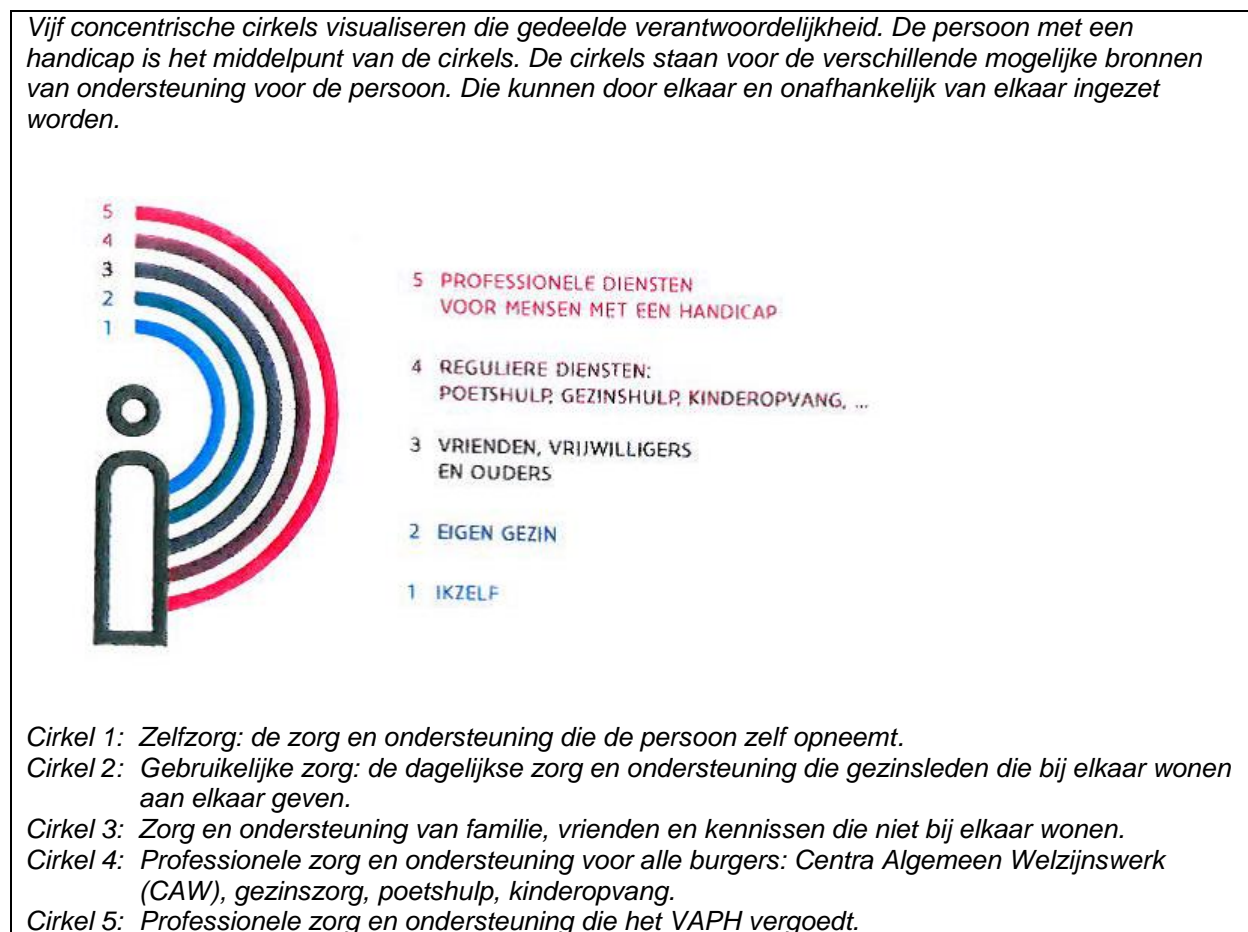 Vijf concentrische cirkels visualiseren die gedeelde verantwoordelijkheid. De persoon met een
handicap is het middelpunt van de cirkels. De cirkels staan voor de verschillende mogelijke bronnen
van ondersteuning voor de persoon. Die kunnen door elkaar en onafhankelijk van elkaar ingezet
worden.
5
4
3
2
1
5 PROFESSIONELE DIENSTEN
VOOR MENSEN MET EEN HANDICAP
4 REGULIERE DIENSTEN:
POETSHULP, GEZINSHULP, KINDEROPVANG, ...
3 VRIENDEN, VRIJWILLIGERS
EN OUDERS
2 EIGEN GEZIN
1 IKZELF
Cirkel 1: Zelfzorg: de zorg en ondersteuning die de persoon zelf opneemt.
Cirkel 2: Gebruikelijke zorg: de dagelijkse zorg en ondersteuning die gezinsleden die bij elkaar wonen
aan elkaar geven.
Cirkel 3: Zorg en ondersteuning van familie, vrienden en kennissen die niet bij elkaar wonen.
Cirkel 4: Professionele zorg en ondersteuning voor alle burgers: Centra Algemeen Welzijnswerk
(CAW), gezinszorg, poetshulp, kinderopvang.
Cirkel 5: Professionele zorg en ondersteuning die het VAPH vergoedt.